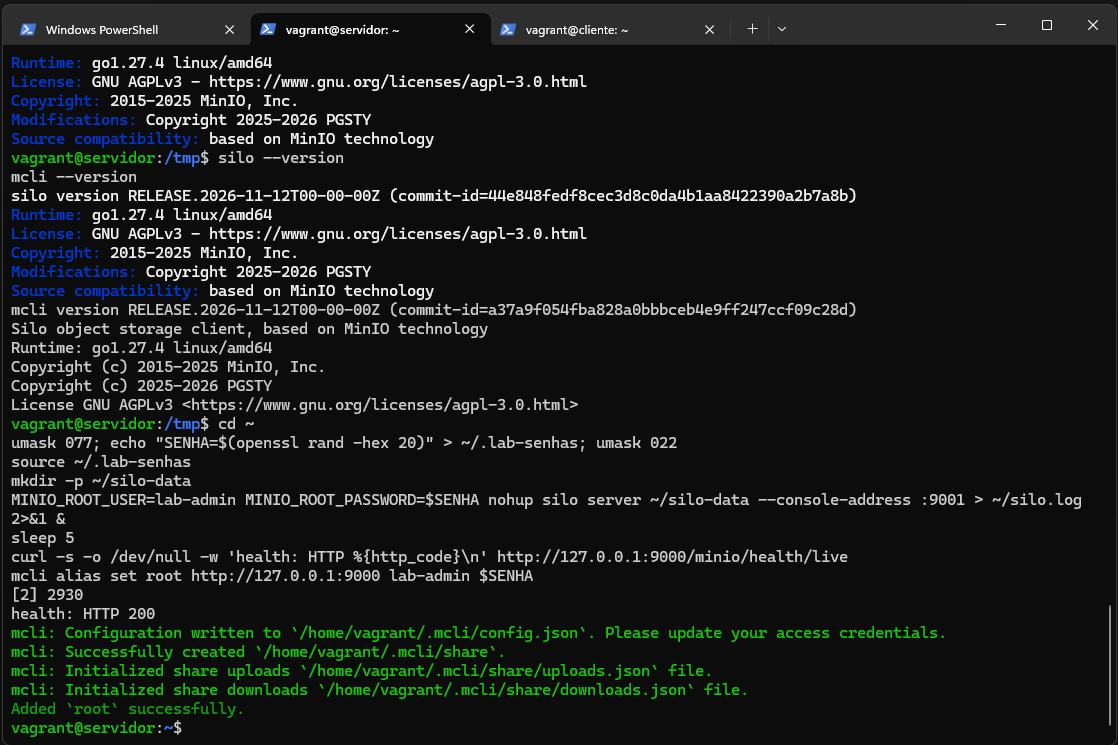 Windows PowerShell
vagrant@servidor: ~
vagrant@cliente: ~
Runtime: go1.27.4 linux/amd64
License: GNU AGPLv3 - https://www.gnu.org/licenses/agpl-3.0.html
Copyright: 2015-2025 MinIO, Inc.
Modifications: Copyright 2025-2026 PGSTY
Source compatibility: based on MinIO technology
vagrant@servidor:/tmp$ silo --version
mcli --version
silo version RELEASE.2026-11-12T00-00-00Z (commit-id=44e848fedf8cec3d8c0da4b1aa8422390a2b7a8b)
Runtime: go1.27.4 linux/amd64
License: GNU AGPLv3 - https://www.gnu.org/licenses/agpl-3.0.html
Copyright: 2015-2025 MinIO, Inc.
Modifications: Copyright 2025-2026 PGSTY
Source compatibility: based on MinIO technology
mcli version RELEASE.2026-11-12T00-00-00Z (commit-id=a37a9f054fba828a0bbbceb4e9ff247ccf09c28d)
Silo object storage client, based on MinIO technology
Runtime: go1.27.4 linux/amd64
Copyright (c) 2015-2025 MinIO, Inc.
Copyright (c) 2025-2026 PGSTY
License GNU AGPLv3 <https://www.gnu.org/licenses/agpl-3.0.html>
vagrant@servidor:/tmp$ cd ~
umask 077; echo "SENHA=$(openssl rand -hex 20)" > ~/.lab-senhas; umask 022
source ~/.lab-senhas
mkdir -p ~/silo-data
MINIO_ROOT_USER=lab-admin MINIO_ROOT_PASSWORD=$SENHA nohup silo server ~/silo-data --console-address :9001 > ~/silo.log
2>&1 &
sleep 5
curl -s -o /dev/null -w 'health: HTTP %{http_code}\n' http://127.0.0.1:9000/minio/health/live
mcli alias set root http://127.0.0.1:9000 lab-admin $SENHA
[2] 2930
health: HTTP 200
mcli: Configuration written to `/home/vagrant/.mcli/config.json`. Please update your access credentials.
mcli: Successfully created `/home/vagrant/.mcli/share`.
mcli: Initialized share uploads `/home/vagrant/.mcli/share/uploads.json` file.
mcli: Initialized share downloads `/home/vagrant/.mcli/share/downloads.json` file.
Added `root` successfully.
vagrant@servidor:~$